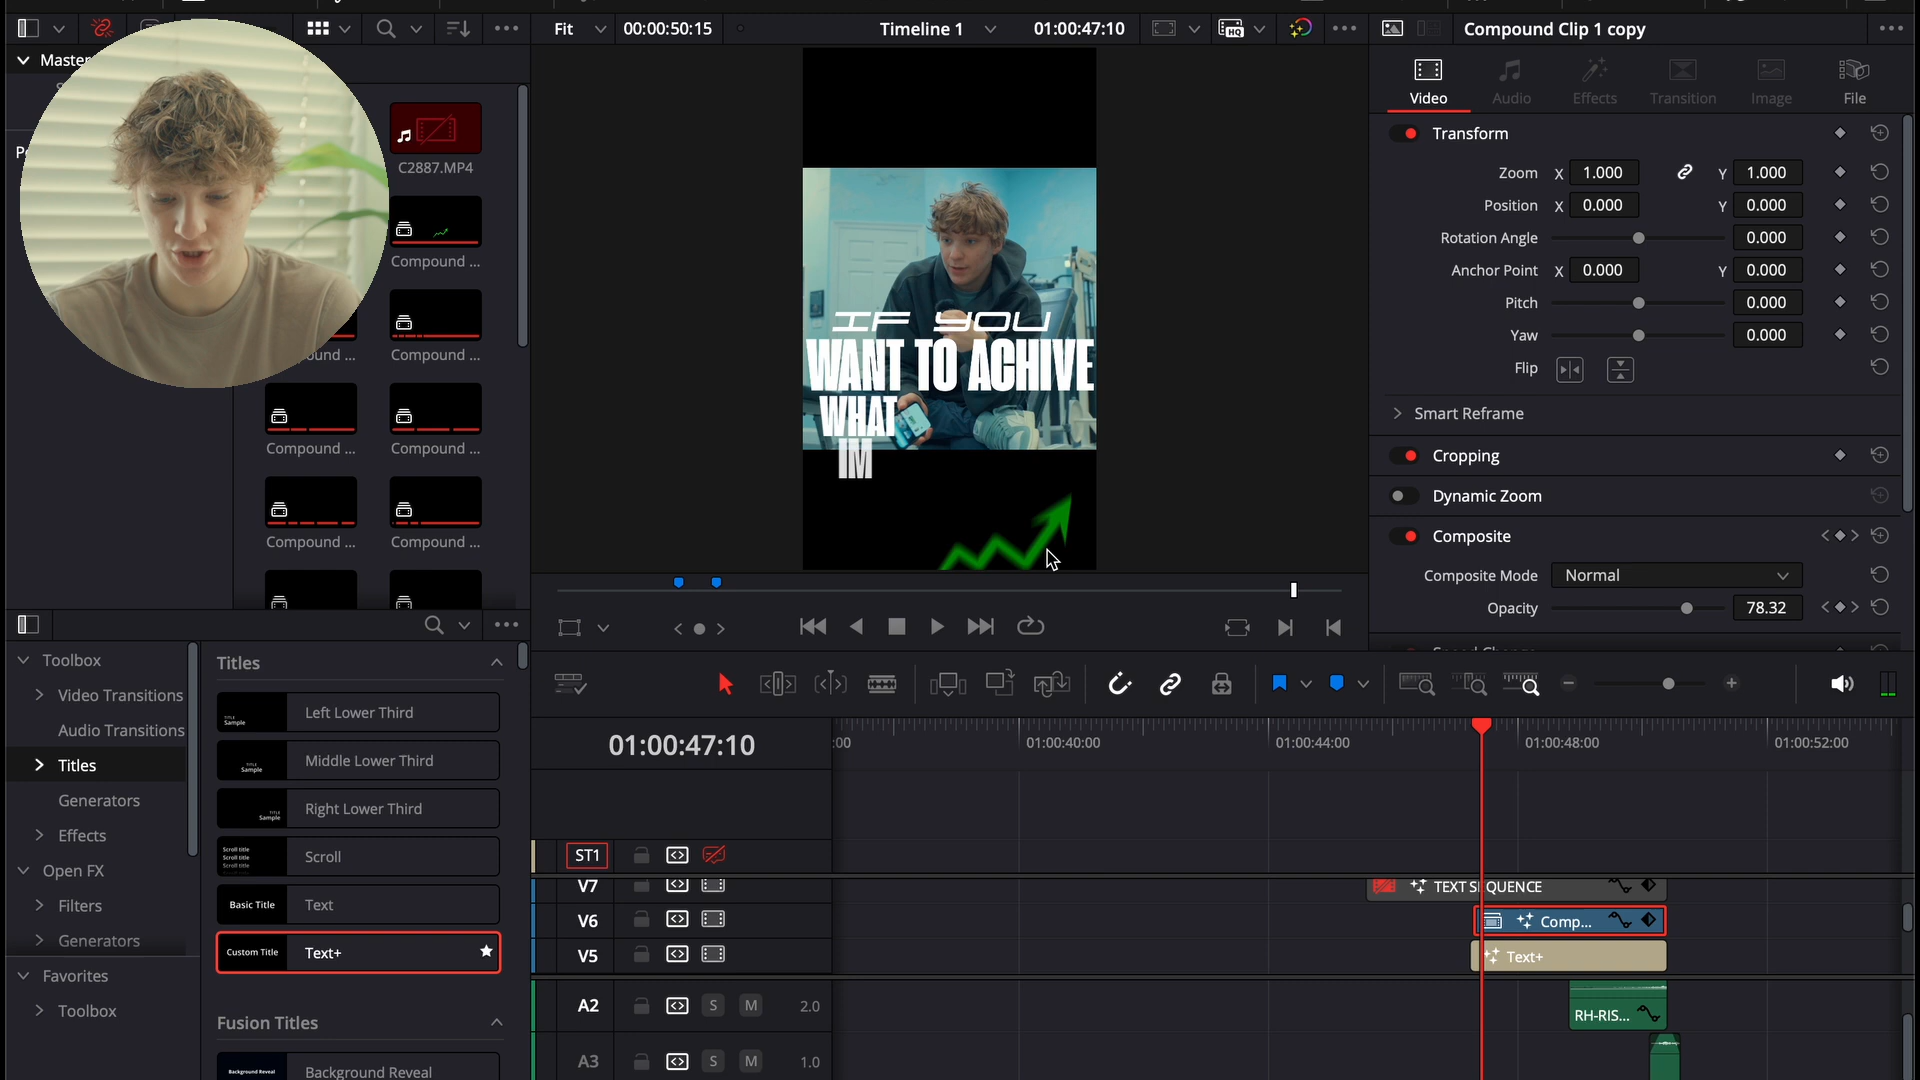 Fit
00:00:50:15
Timeline 1
01:00:47:10
Compound Clip 1 copy
Master
C2887.MP4
Compound ...
Compound ...
Compound ...
Compound ...
Compound ...
Compound ...
IF YOU
WANT TO ACHIVE
WHAT
IM
Video
Audio
Effects
Transition
Image
File
Transform
Zoom X 1.000 Y 1.000
Position X 0.000 Y 0.000
Rotation Angle 0.000
Anchor Point X 0.000 Y 0.000
Pitch 0.000
Yaw 0.000
Flip
Smart Reframe
Cropping
Dynamic Zoom
Composite
Composite Mode Normal
Opacity 78.32
Toolbox
Video Transitions
Audio Transitions
Titles
Generators
Effects
Open FX
Filters
Generators
Favorites
Toolbox
Titles
Left Lower Third
Middle Lower Third
Right Lower Third
Scroll
Basic Title Text
Custom Title Text+
Fusion Titles
Background Reveal Background Reveal
01:00:47:10
:00
01:00:40:00
01:00:44:00
01:00:48:00
01:00:52:00
ST1
V7
TEXT S QUENCE
V6
Comp...
V5
Text+
A2 S M 2.0
RH-RIS...
A3 S M 1.0